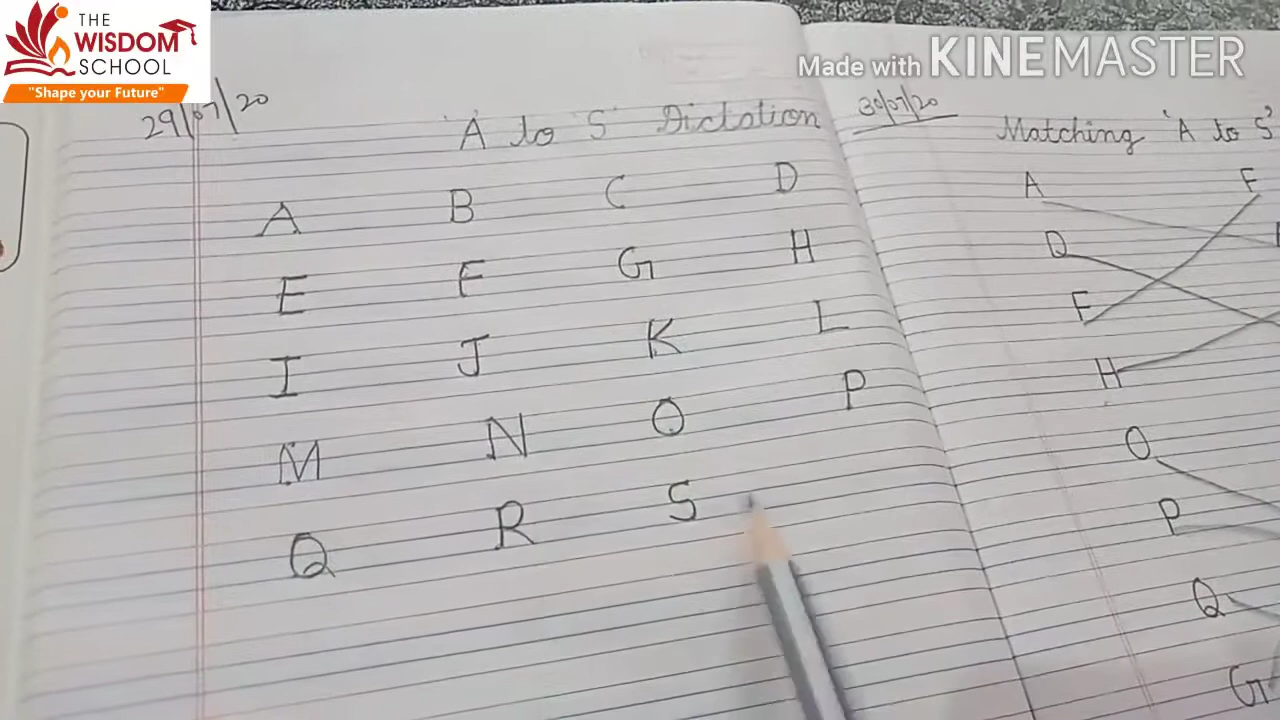 THE
WISDOM
SCHOOL
"Shape your Future"
Made with KINEMASTER
29/07/20
'A to 'S' Dictation
A B C D
E F G H
I J K L
M N O P
Q R S
30/07/20
Matching 'A to S'
A F
Q
F
H
O
P
Q
G